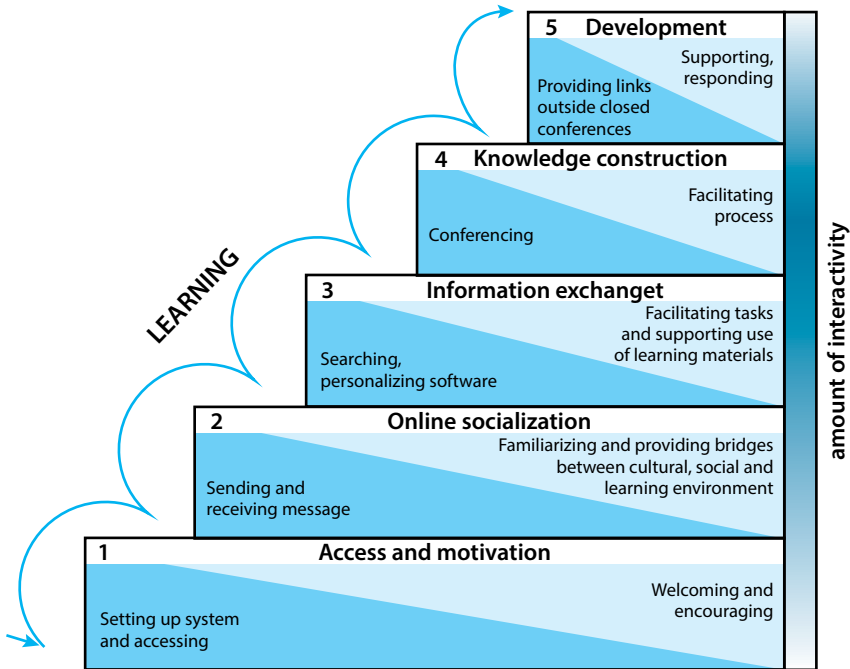 5 Development
Supporting,
responding
Providing links
outside closed
conferences
4 Knowledge construction
Facilitating
process
Conferencing
3 Information exchanget
Facilitating tasks
and supporting use
of learning materials
Searching,
personalizing software
2 Online socialization
Familiarizing and providing bridges
between cultural, social and
learning environment
Sending and
receiving message
1 Access and motivation
Welcoming and
encouraging
Setting up system
and accessing
LEARNING
amount of interactivity